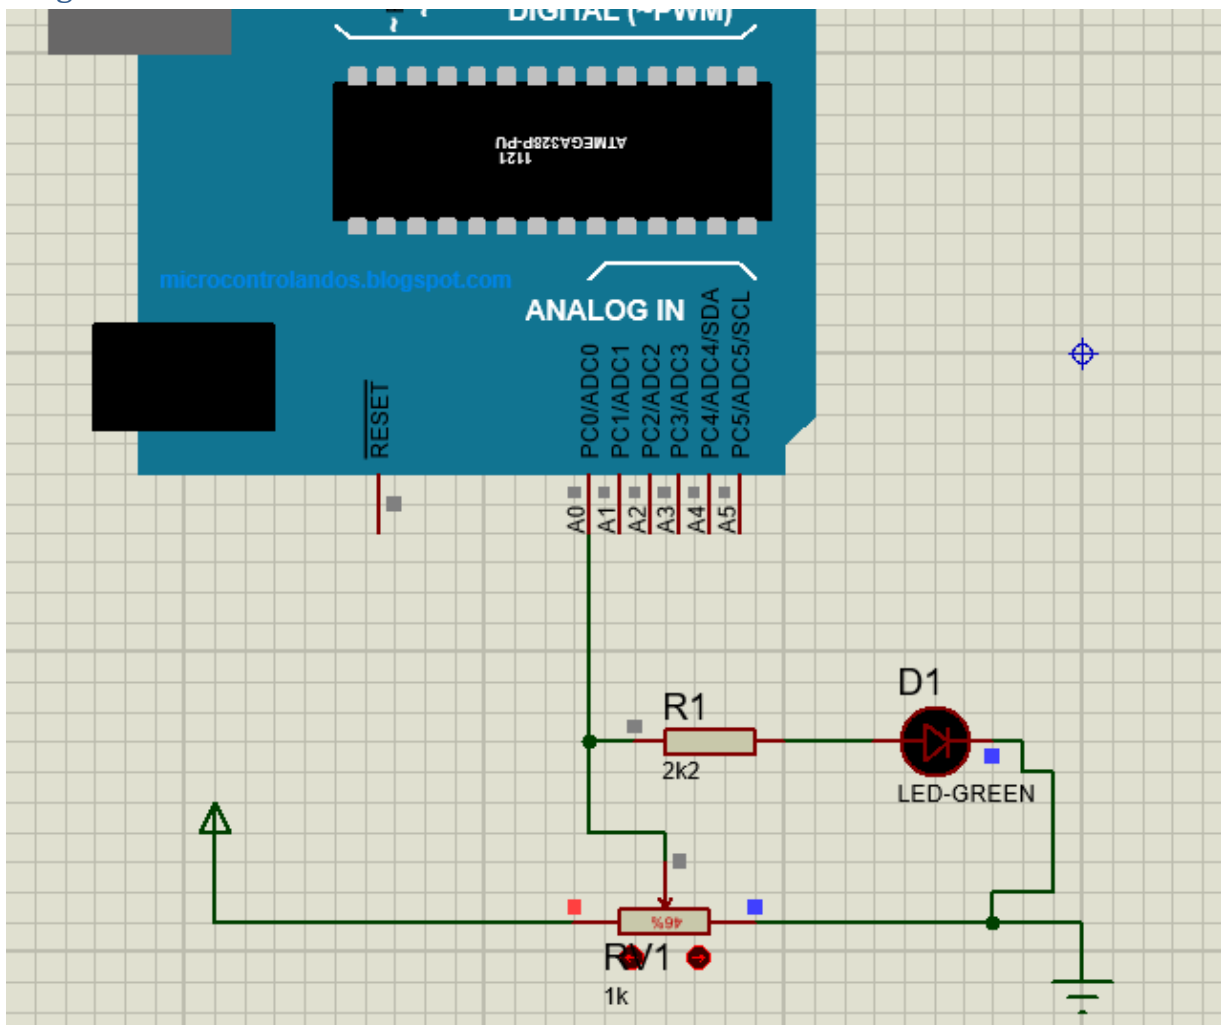 DIGITAL (~PWM)
~
~
ATMEGA328P-PU
1121
microcontrolandos.blogspot.com
ANALOG IN
RESET
PC0/ADC0
PC1/ADC1
PC2/ADC2
PC3/ADC3
PC4/ADC4/SDA
PC5/ADC5/SCL
A0
A1
A2
A3
A4
A5
R1
2k2
D1
LED-GREEN
46%
RV1
1k